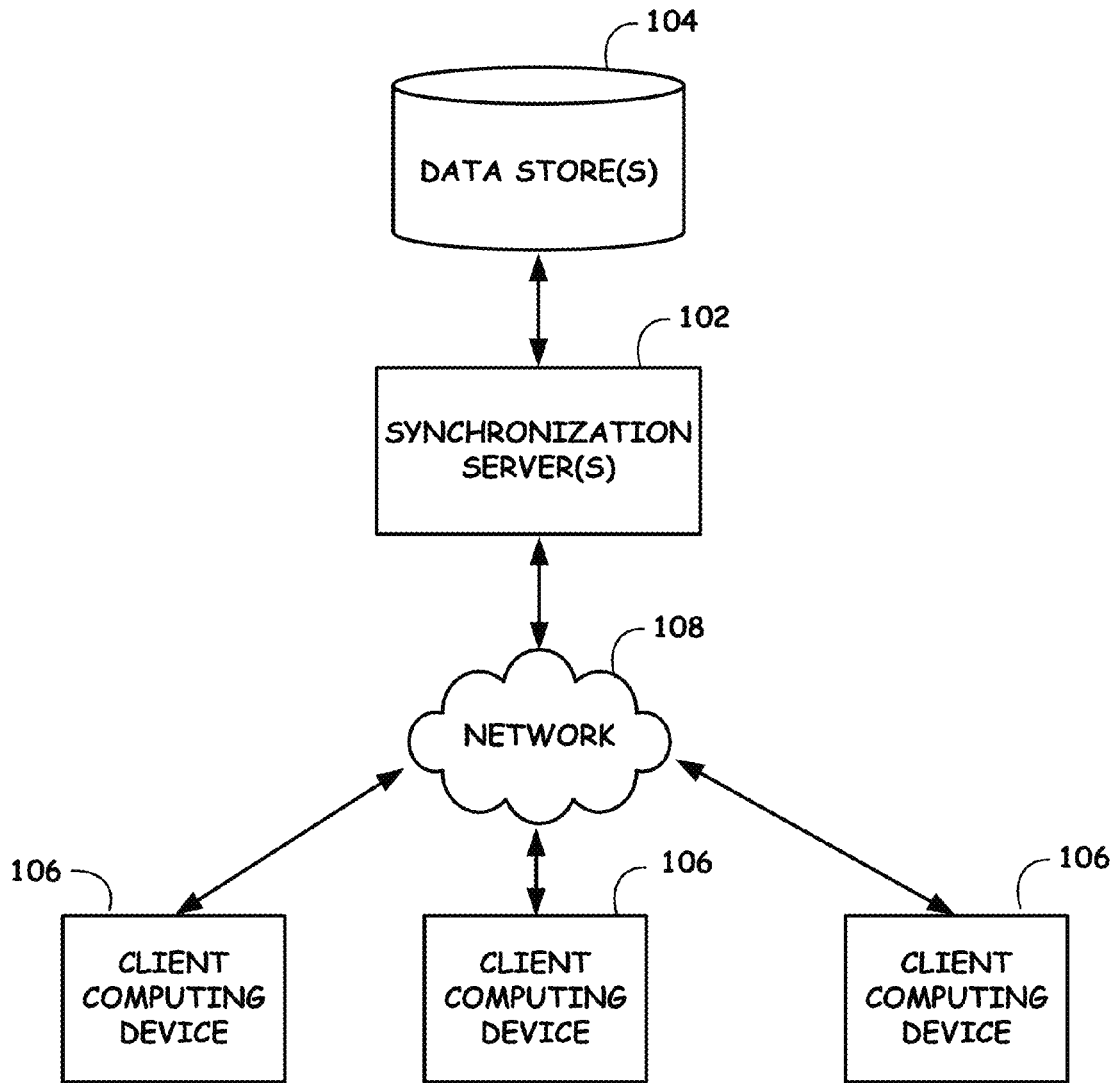 104
DATA STORE(S)
102
SYNCHRONIZATION
SERVER(S)
108
NETWORK
106
106
106
CLIENT
COMPUTING
DEVICE
CLIENT
COMPUTING
DEVICE
CLIENT
COMPUTING
DEVICE